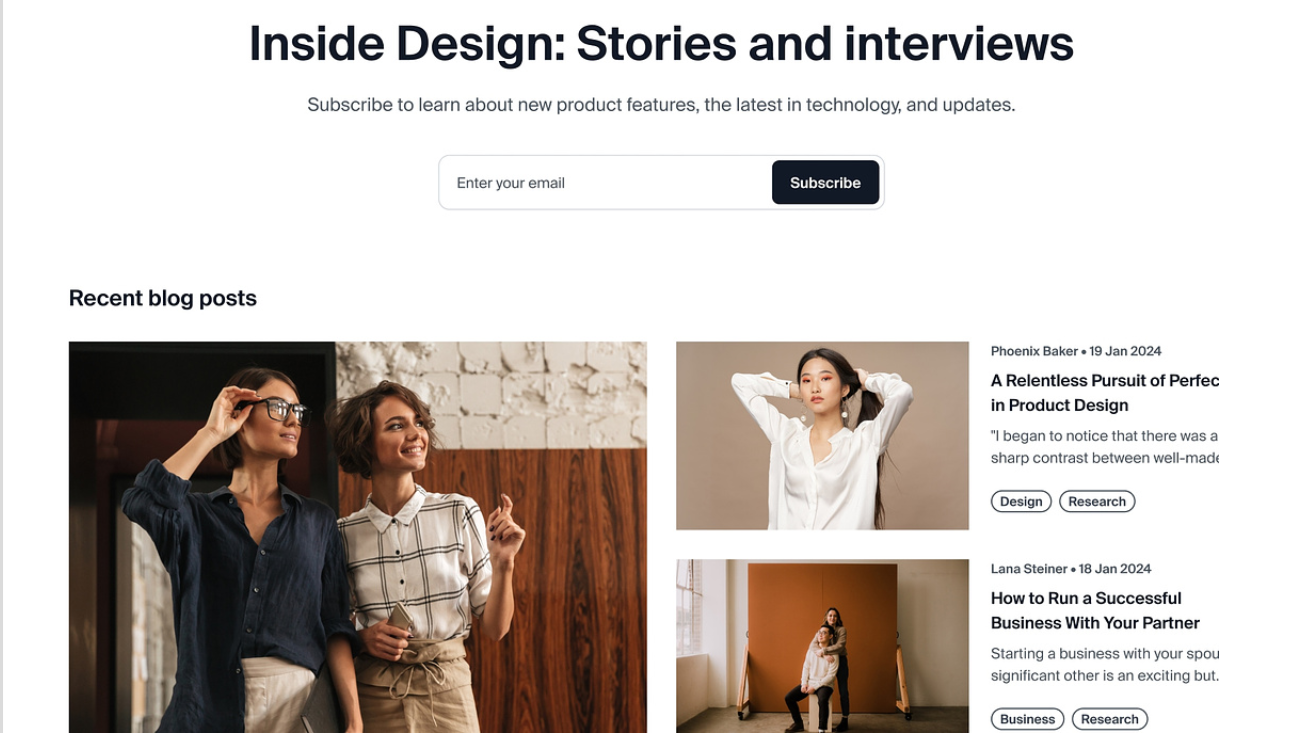 Inside Design: Stories and interviews
Subscribe to learn about new product features, the latest in technology, and updates.
Enter your email
Subscribe
Recent blog posts
Phoenix Baker • 19 Jan 2024
A Relentless Pursuit of Perfec
in Product Design
"I began to notice that there was a
sharp contrast between well-made
Design
Research
Lana Steiner • 18 Jan 2024
How to Run a Successful
Business With Your Partner
Starting a business with your spou
significant other is an exciting but.
Business
Research